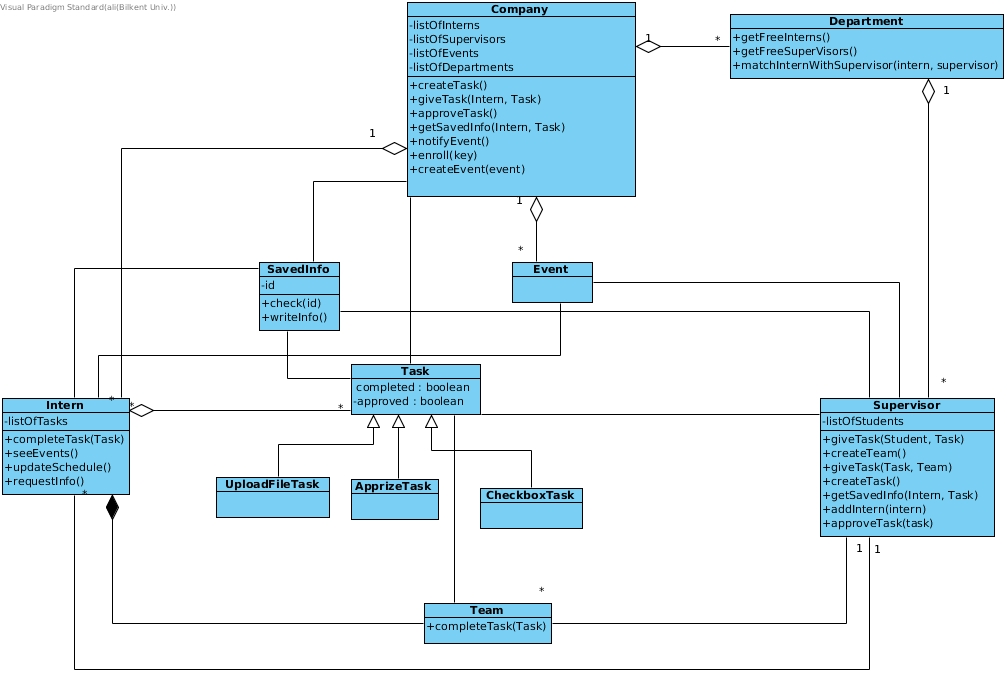 Visual Paradigm Standard(ali(Bilkent Univ.))
Company
-listOfInterns
-listOfSupervisors
-listOfEvents
-listOfDepartments
+createTask()
+giveTask(Intern, Task)
+approveTask()
+getSavedInfo(Intern, Task)
+notifyEvent()
+enroll(key)
+createEvent(event)
1
*
Department
+getFreeInterns()
+getFreeSuperVisors()
+matchInternWithSupervisor(intern, supervisor)
1
1
1
*
SavedInfo
-id
+check(id)
+writeInfo()
Event
Task
completed : boolean
-approved : boolean
*
*
*
*
Intern
-listOfTasks
+completeTask(Task)
+seeEvents()
+updateSchedule()
+requestInfo()
*
Supervisor
-listOfStudents
+giveTask(Student, Task)
+createTeam()
+giveTask(Task, Team)
+createTask()
+getSavedInfo(Intern, Task)
+addIntern(intern)
+approveTask(task)
UploadFileTask
ApprizeTask
CheckboxTask
1
1
*
Team
+completeTask(Task)